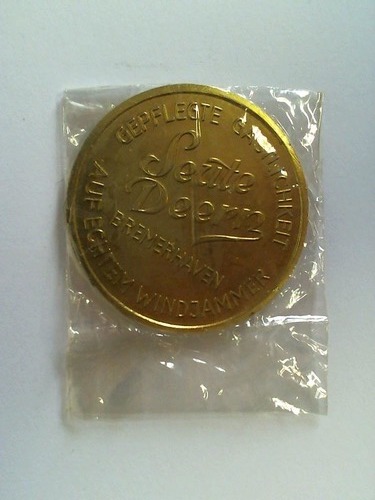 GEPFLEGTE GASTLICHKEIT
Seute
Deern
BREMERHAVEN
AUF ECHTEM WINDJAMMER